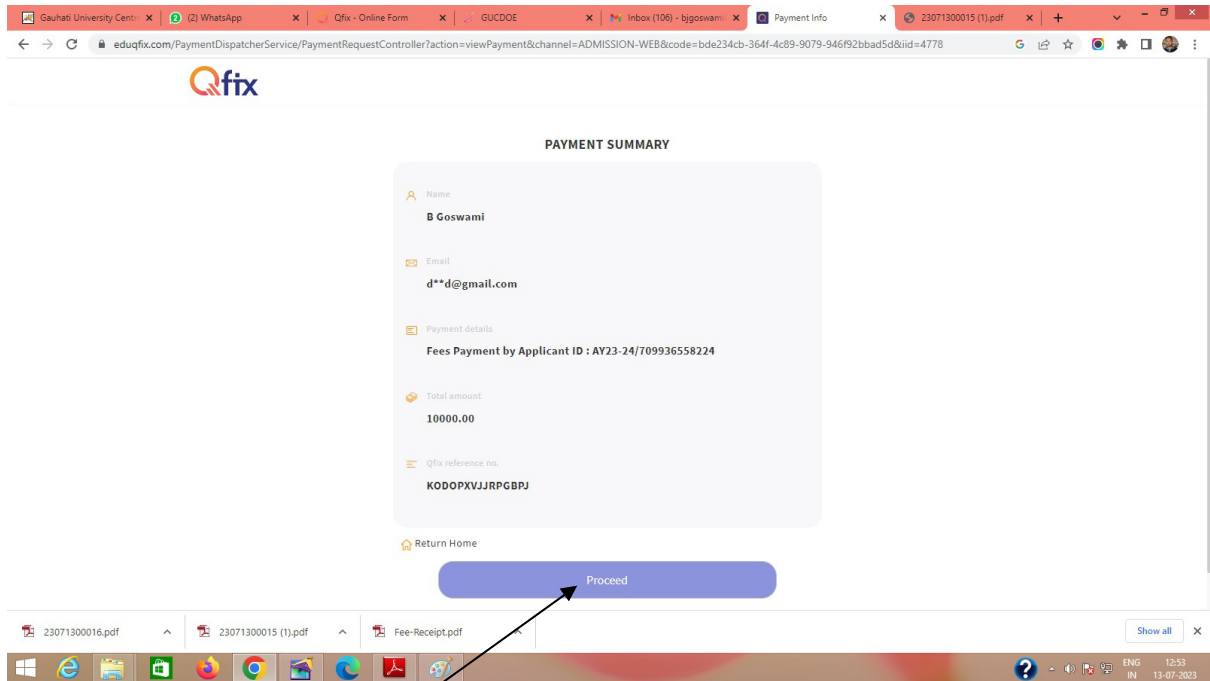 Gauhati University Centr
(2) WhatsApp
Qfix - Online Form
GUCDOE
Inbox (106) - bjgoswami
Payment Info
23071300015 (1).pdf
eduqfix.com/PaymentDispatcherService/PaymentRequestController?action=viewPayment&channel=ADMISSION-WEB&code=bde234cb-364f-4c89-9079-946f92bbad5d&iid=4778
Qfix
PAYMENT SUMMARY
Name
B Goswami
Email
d**d@gmail.com
Payment details
Fees Payment by Applicant ID : AY23-24/709936558224
Total amount
10000.00
Qfix reference no.
KODOPXVJJRPGBPJ
Return Home
Proceed
23071300016.pdf
23071300015 (1).pdf
Fee-Receipt.pdf
Show all
ENG 12:53
IN 13-07-2023